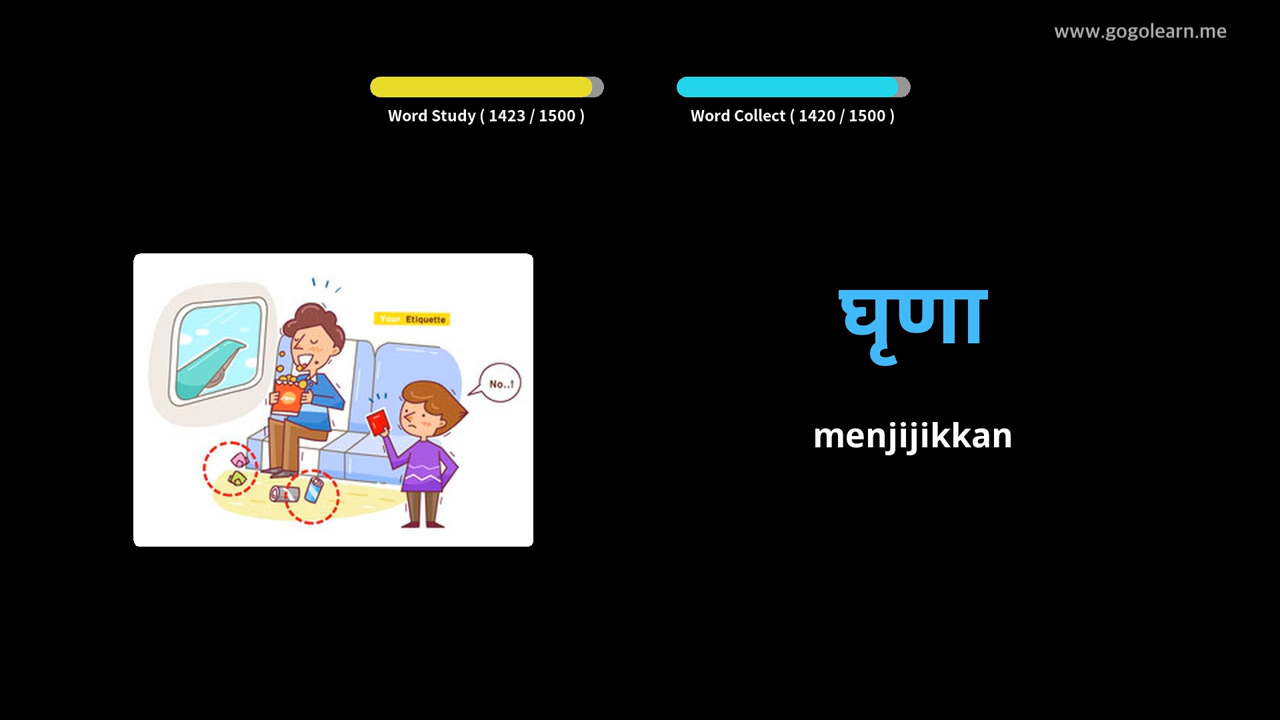 www.gogolearn.me
Word Study ( 1423 / 1500 )
Word Collect ( 1420 / 1500 )
Your Etiquette
No..!
घृणा
menjijikkan